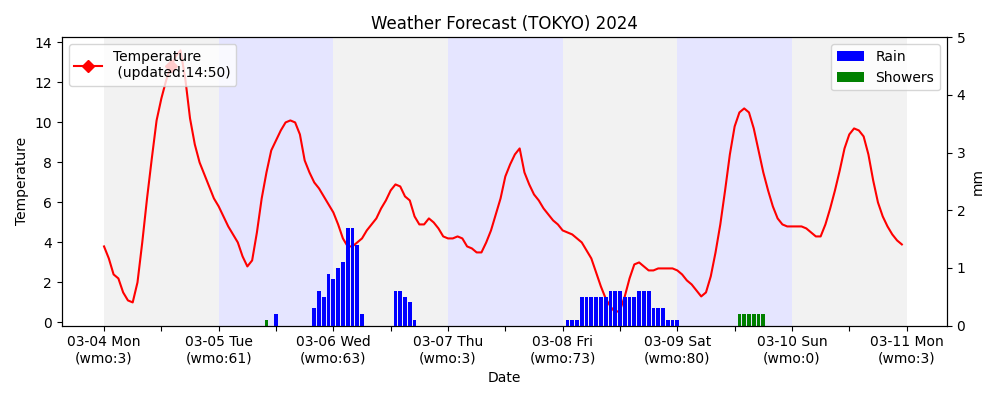 Weather Forecast (TOKYO) 2024
Temperature
(updated:14:50)
Rain
Showers
14
12
10
8
6
4
2
0
Temperature
5
4
3
2
1
0
mm
03-04 Mon 03-05 Tue 03-06 Wed 03-07 Thu 03-08 Fri 03-09 Sat 03-10 Sun 03-11 Mon
(wmo:3) (wmo:61) (wmo:63) (wmo:3) (wmo:73) (wmo:80) (wmo:0) (wmo:3)
Date